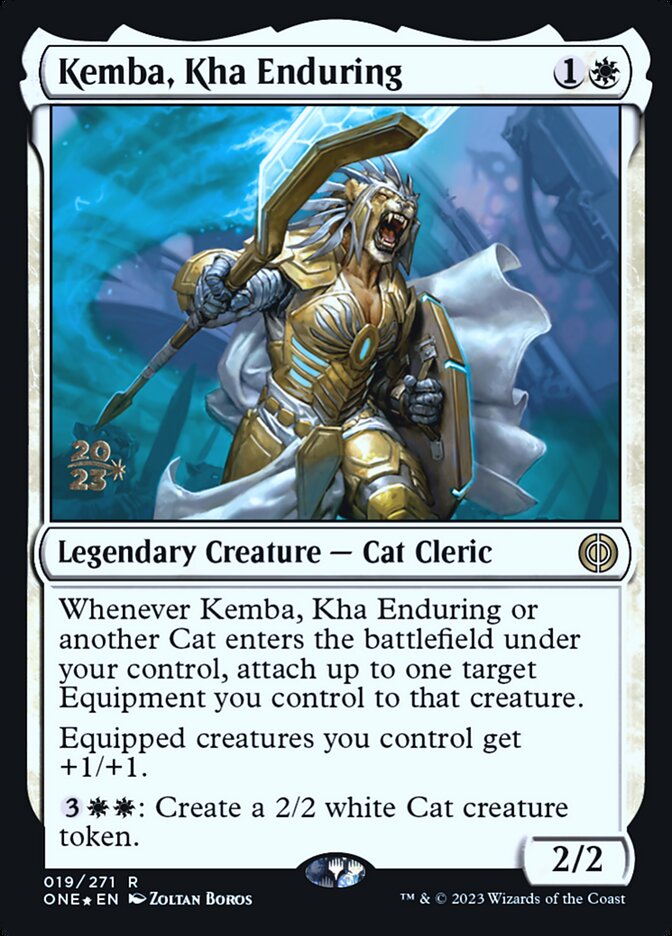 Kemba, Kha Enduring
1
20
23
Legendary Creature — Cat Cleric
Whenever Kemba, Kha Enduring or
another Cat enters the battlefield under
your control, attach up to one target
Equipment you control to that creature.
Equipped creatures you control get
+1/+1.
3: Create a 2/2 white Cat creature
token.
2/2
019/271 R
ONE★EN Zoltan Boros
™ & © 2023 Wizards of the Coast